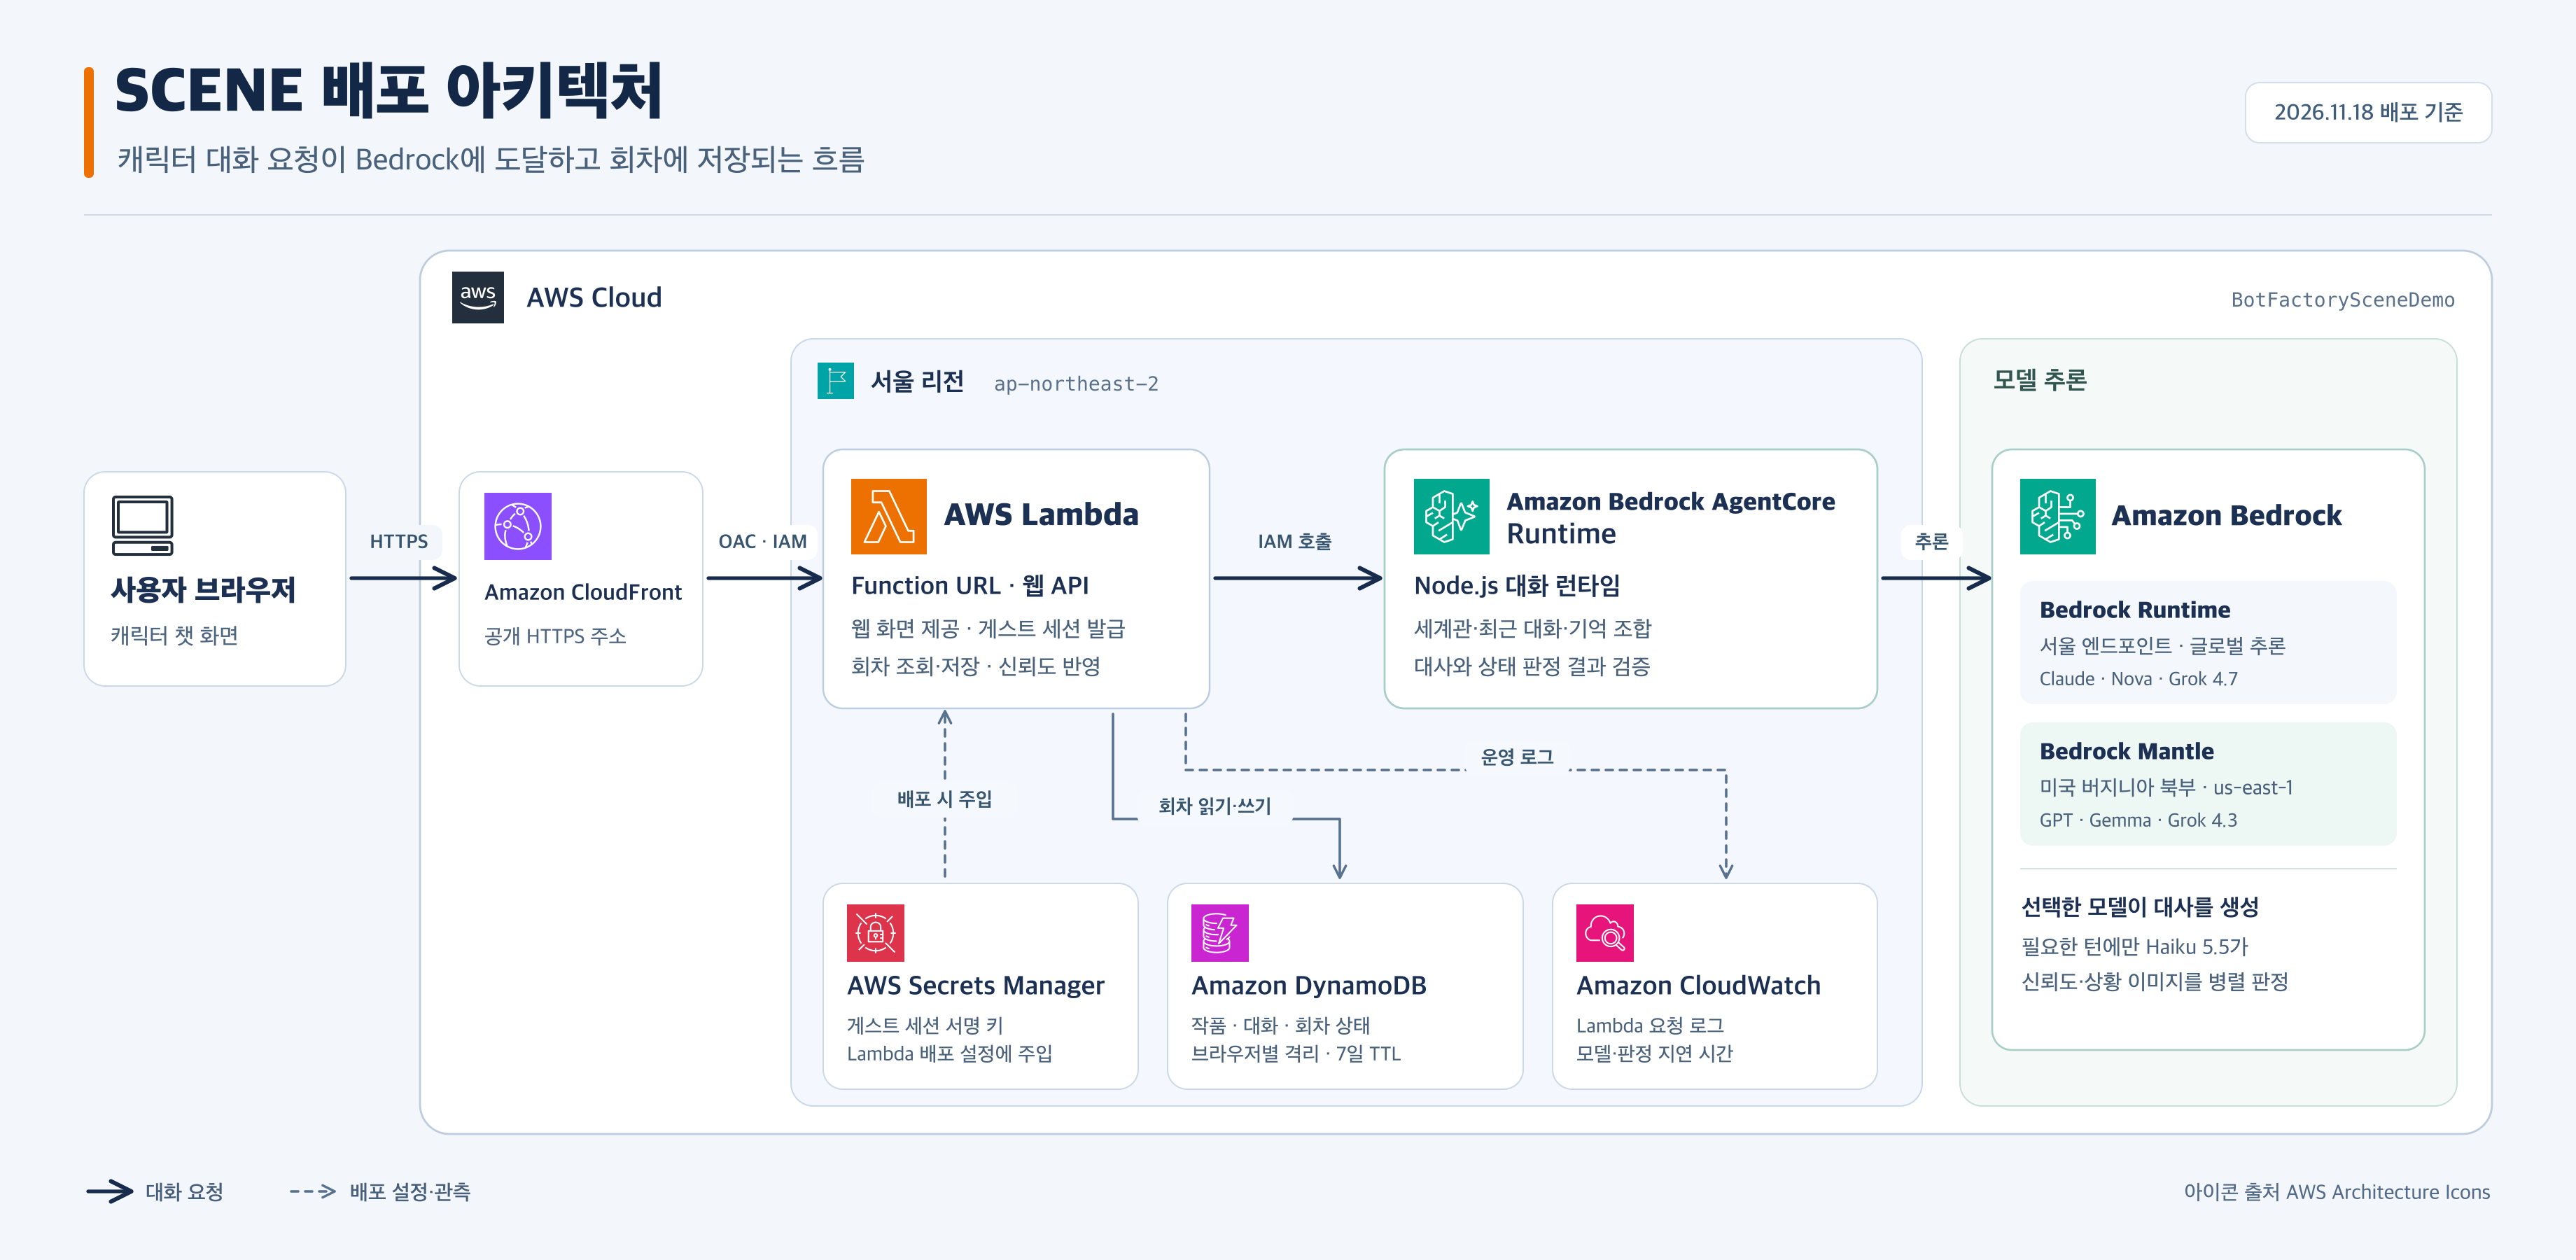 SCENE 배포 아키텍처
캐릭터 대화 요청이 Bedrock에 도달하고 회차에 저장되는 흐름
2026.11.18 배포 기준
aws
AWS Cloud
BotFactorySceneDemo
서울 리전 ap-northeast-2
모델 추론
사용자 브라우저
캐릭터 챗 화면
HTTPS
Amazon CloudFront
공개 HTTPS 주소
OAC · IAM
AWS Lambda
Function URL · 웹 API
웹 화면 제공 · 게스트 세션 발급
회차 조회·저장 · 신뢰도 반영
IAM 호출
Amazon Bedrock AgentCore
Runtime
Node.js 대화 런타임
세계관·최근 대화·기억 조합
대사와 상태 판정 결과 검증
추론
Amazon Bedrock
Bedrock Runtime
서울 엔드포인트 · 글로벌 추론
Claude · Nova · Grok 4.7
Bedrock Mantle
미국 버지니아 북부 · us-east-1
GPT · Gemma · Grok 4.3
선택한 모델이 대사를 생성
필요한 턴에만 Haiku 5.5가
신뢰도·상황 이미지를 병렬 판정
배포 시 주입
회차 읽기·쓰기
운영 로그
AWS Secrets Manager
게스트 세션 서명 키
Lambda 배포 설정에 주입
Amazon DynamoDB
작품 · 대화 · 회차 상태
브라우저별 격리 · 7일 TTL
Amazon CloudWatch
Lambda 요청 로그
모델·판정 지연 시간
대화 요청
배포 설정·관측
아이콘 출처 AWS Architecture Icons